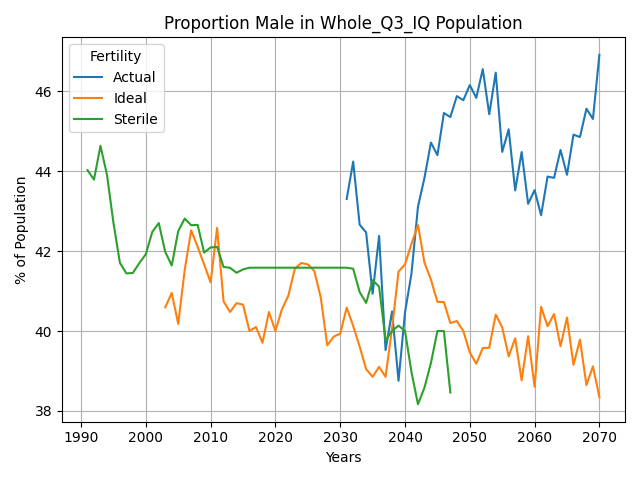 Proportion Male in Whole_Q3_IQ Population
Fertility
Actual
Ideal
Sterile
% of Population
46
44
42
40
38
1990 2000 2010 2020 2030 2040 2050 2060 2070
Years